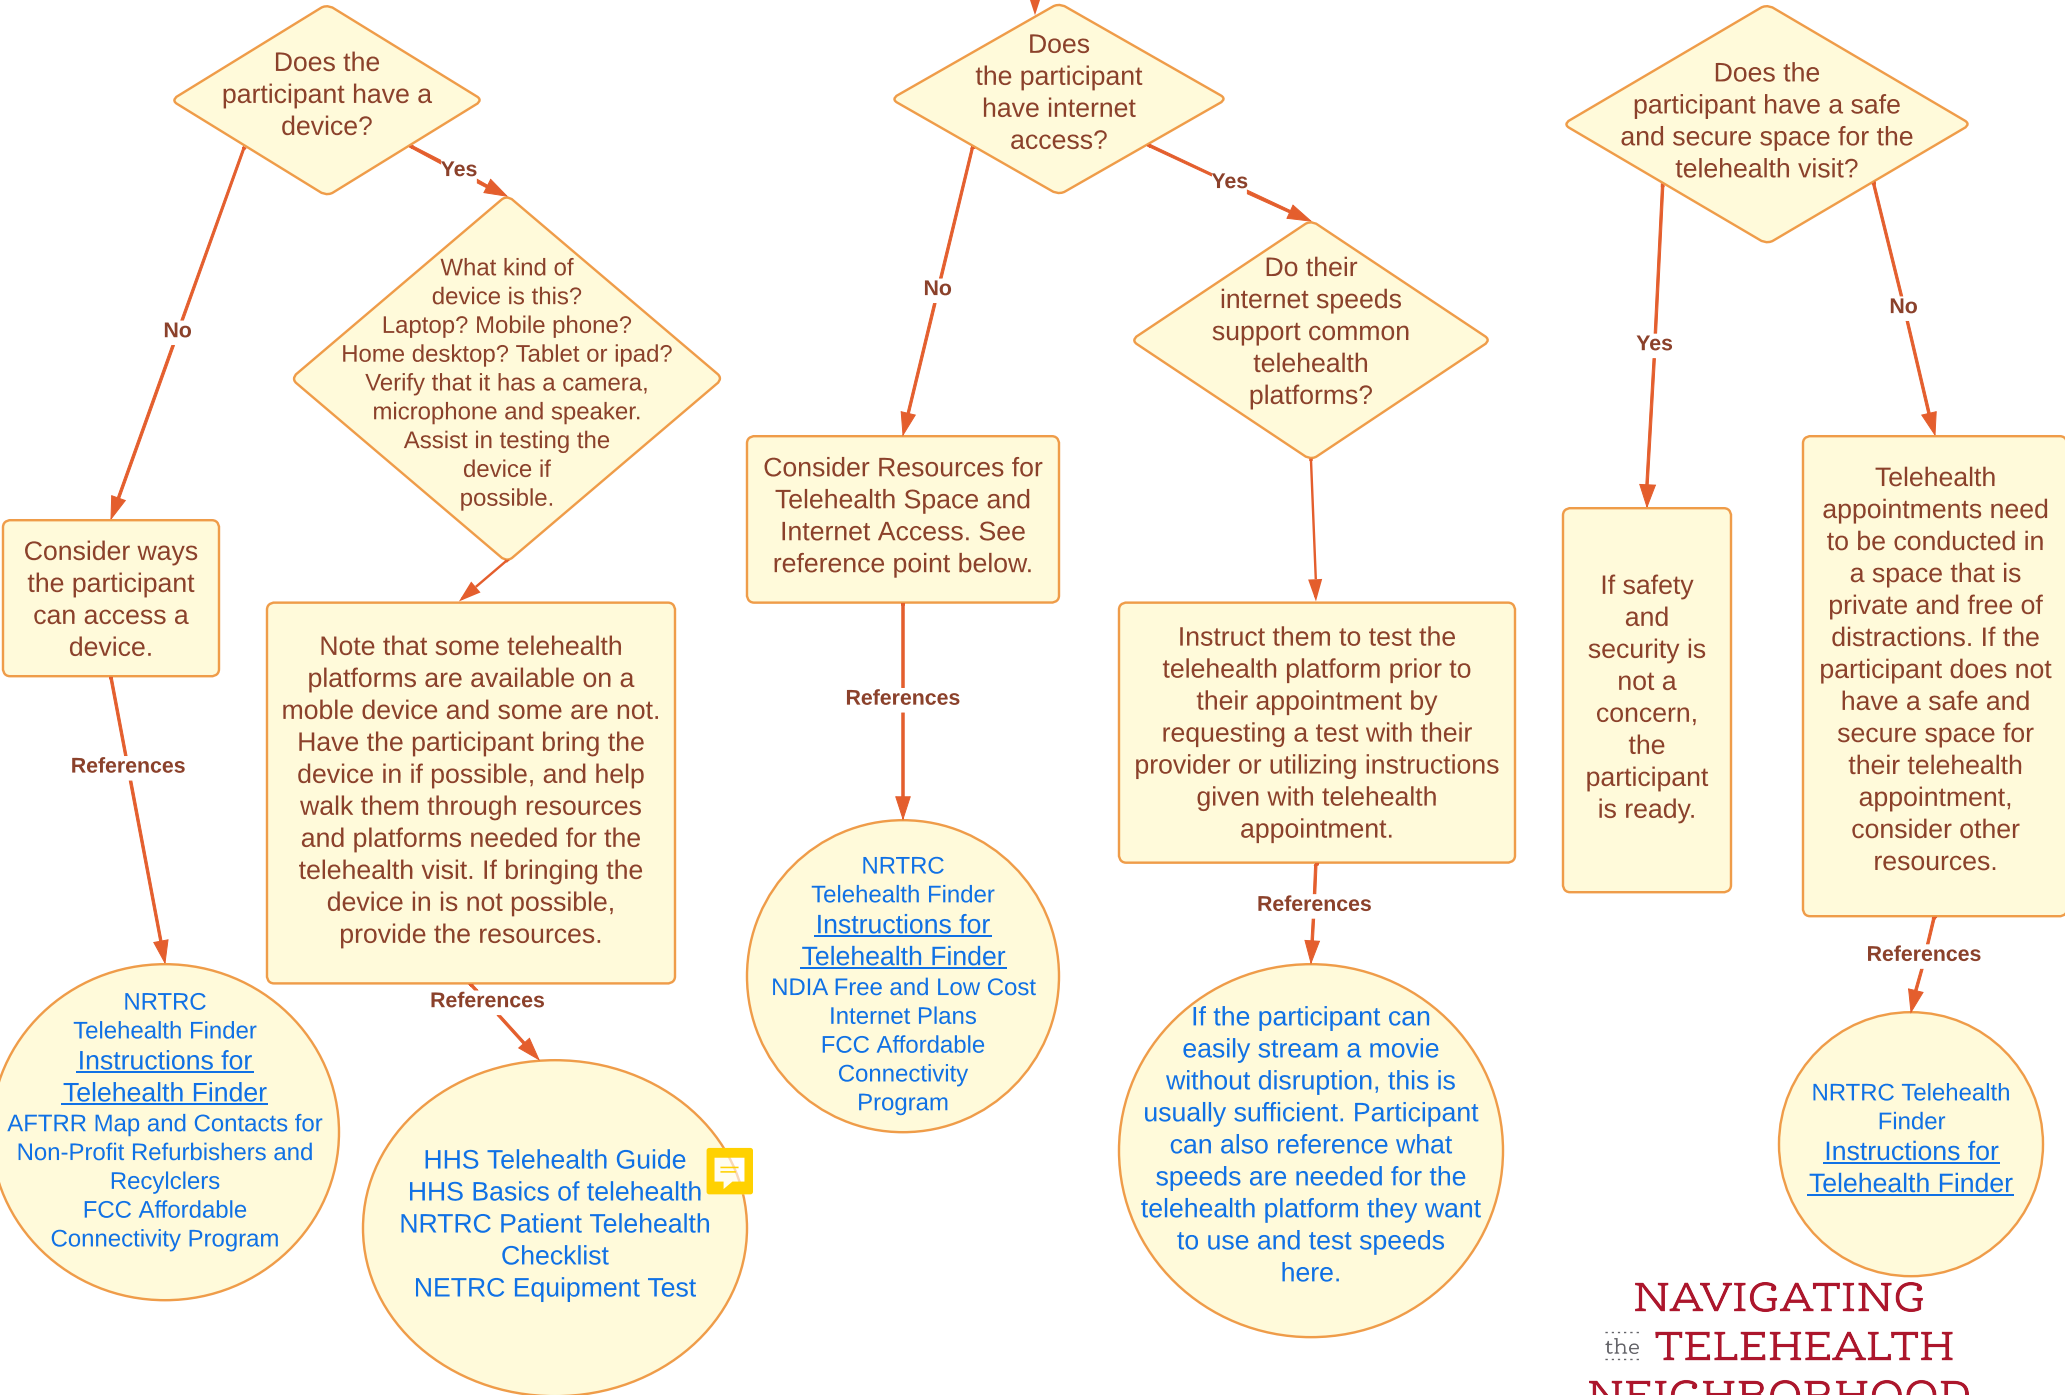 Does the
participant have a
device?
Yes
No
What kind of
device is this?
Laptop? Mobile phone?
Home desktop? Tablet or ipad?
Verify that it has a camera,
microphone and speaker.
Assist in testing the
device if
possible.
Consider ways
the participant
can access a
device.
References
NRTRC
Telehealth Finder
Instructions for
Telehealth Finder
AFTRR Map and Contacts for
Non-Profit Refurbishers and
Recylclers
FCC Affordable
Connectivity Program
Note that some telehealth
platforms are available on a
moble device and some are not.
Have the participant bring the
device in if possible, and help
walk them through resources
and platforms needed for the
telehealth visit. If bringing the
device in is not possible,
provide the resources.
References
HHS Telehealth Guide
HHS Basics of telehealth
NRTRC Patient Telehealth
Checklist
NETRC Equipment Test
Does
the participant
have internet
access?
Yes
No
Do their
internet speeds
support common
telehealth
platforms?
Consider Resources for
Telehealth Space and
Internet Access. See
reference point below.
References
NRTRC
Telehealth Finder
Instructions for
Telehealth Finder
NDIA Free and Low Cost
Internet Plans
FCC Affordable
Connectivity
Program
Instruct them to test the
telehealth platform prior to
their appointment by
requesting a test with their
provider or utilizing instructions
given with telehealth
appointment.
References
If the participant can
easily stream a movie
without disruption, this is
usually sufficient. Participant
can also reference what
speeds are needed for the
telehealth platform they want
to use and test speeds
here.
Does the
participant have a safe
and secure space for the
telehealth visit?
Yes
No
If safety
and
security is
not a
concern,
the
participant
is ready.
Telehealth
appointments need
to be conducted in
a space that is
private and free of
distractions. If the
participant does not
have a safe and
secure space for
their telehealth
appointment,
consider other
resources.
References
NRTRC Telehealth
Finder
Instructions for
Telehealth Finder
NAVIGATING
the TELEHEALTH
NEIGHBORHOOD